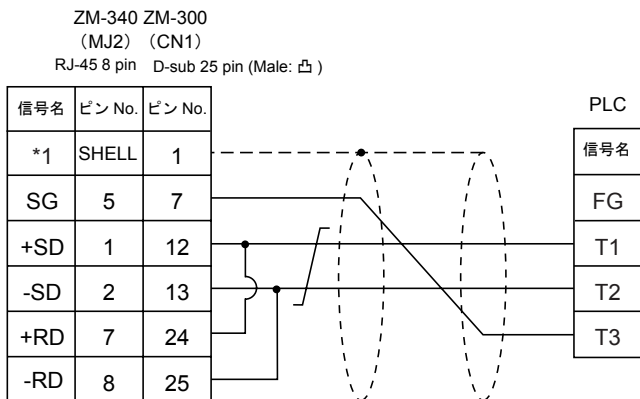 ZM-340 ZM-300
（MJ2）（CN1）
RJ-45 8 pin D-sub 25 pin (Male: 凸 )
信号名 ピン No. ピン No.
*1 SHELL 1
SG 5 7
+SD 1 12
-SD 2 13
+RD 7 24
-RD 8 25
PLC
信号名
FG
T1
T2
T3